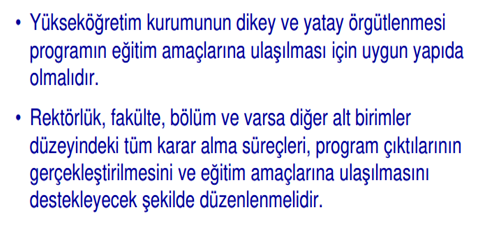 • Yükseköğretim kurumunun dikey ve yatay örgütlenmesi
programın eğitim amaçlarına ulaşılması için uygun yapıda
olmalıdır.
• Rektörlük, fakülte, bölüm ve varsa diğer alt birimler
düzeyindeki tüm karar alma süreçleri, program çıktılarının
gerçekleştirilmesini ve eğitim amaçlarına ulaşılmasını
destekleyecek şekilde düzenlenmelidir.